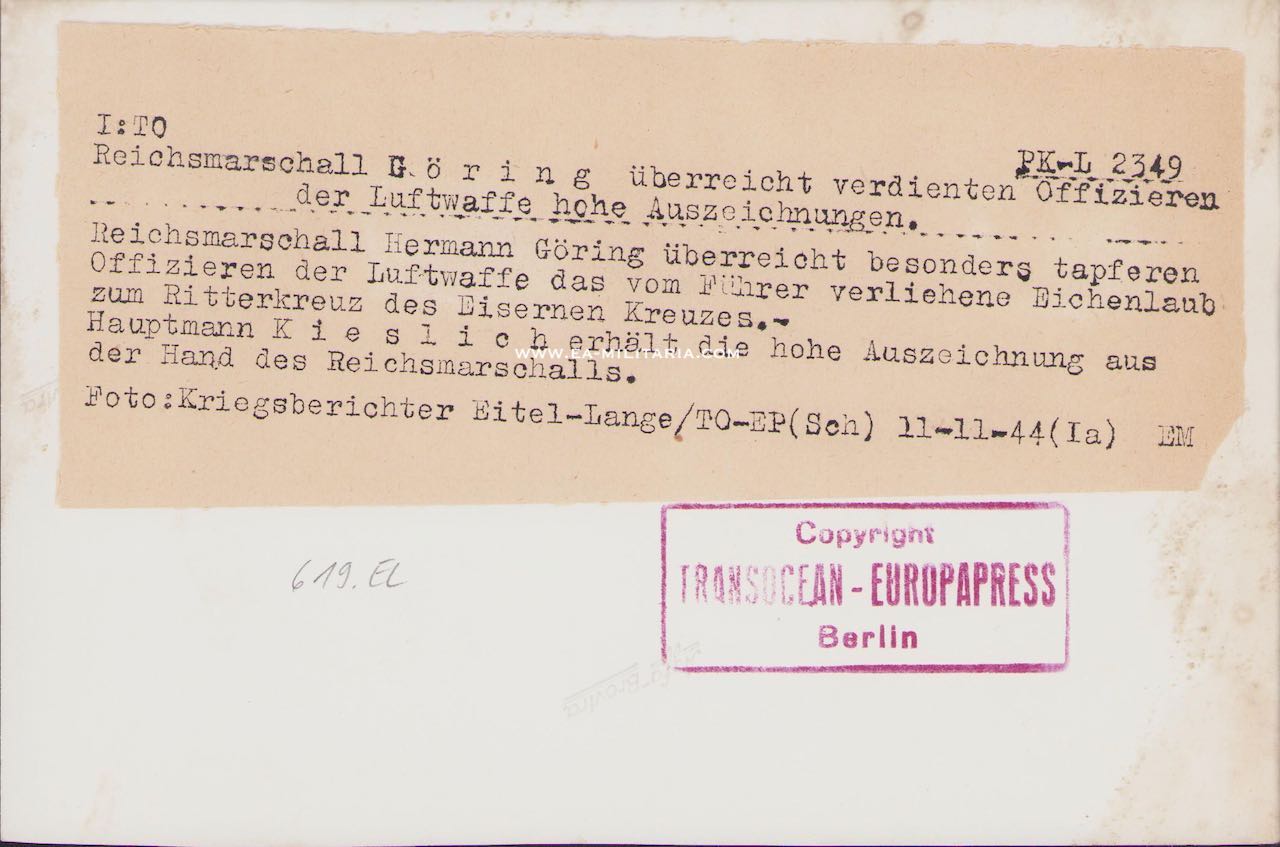 I:TO
PK-L 2349
Reichsmarschall G ö r i n g überreicht verdienten Offizieren
der Luftwaffe hohe Auszeichnungen.
Reichsmarschall Hermann Göring überreicht besonders tapferen
Offizieren der Luftwaffe das vom Führer verliehene Eichenlaub
zum Ritterkreuz des Eisernen Kreuzes.-
Hauptmann K i e s l i c h erhält die hohe Auszeichnung aus
der Hand des Reichsmarschalls.
WWW.EA-MILITARIA.COM
Foto:Kriegsberichter Eitel-Lange/TO-EP(Sch) 11-11-44(Ia) EM
Copyright
TRANSOCEAN-EUROPAPRESS
Berlin
619.EL